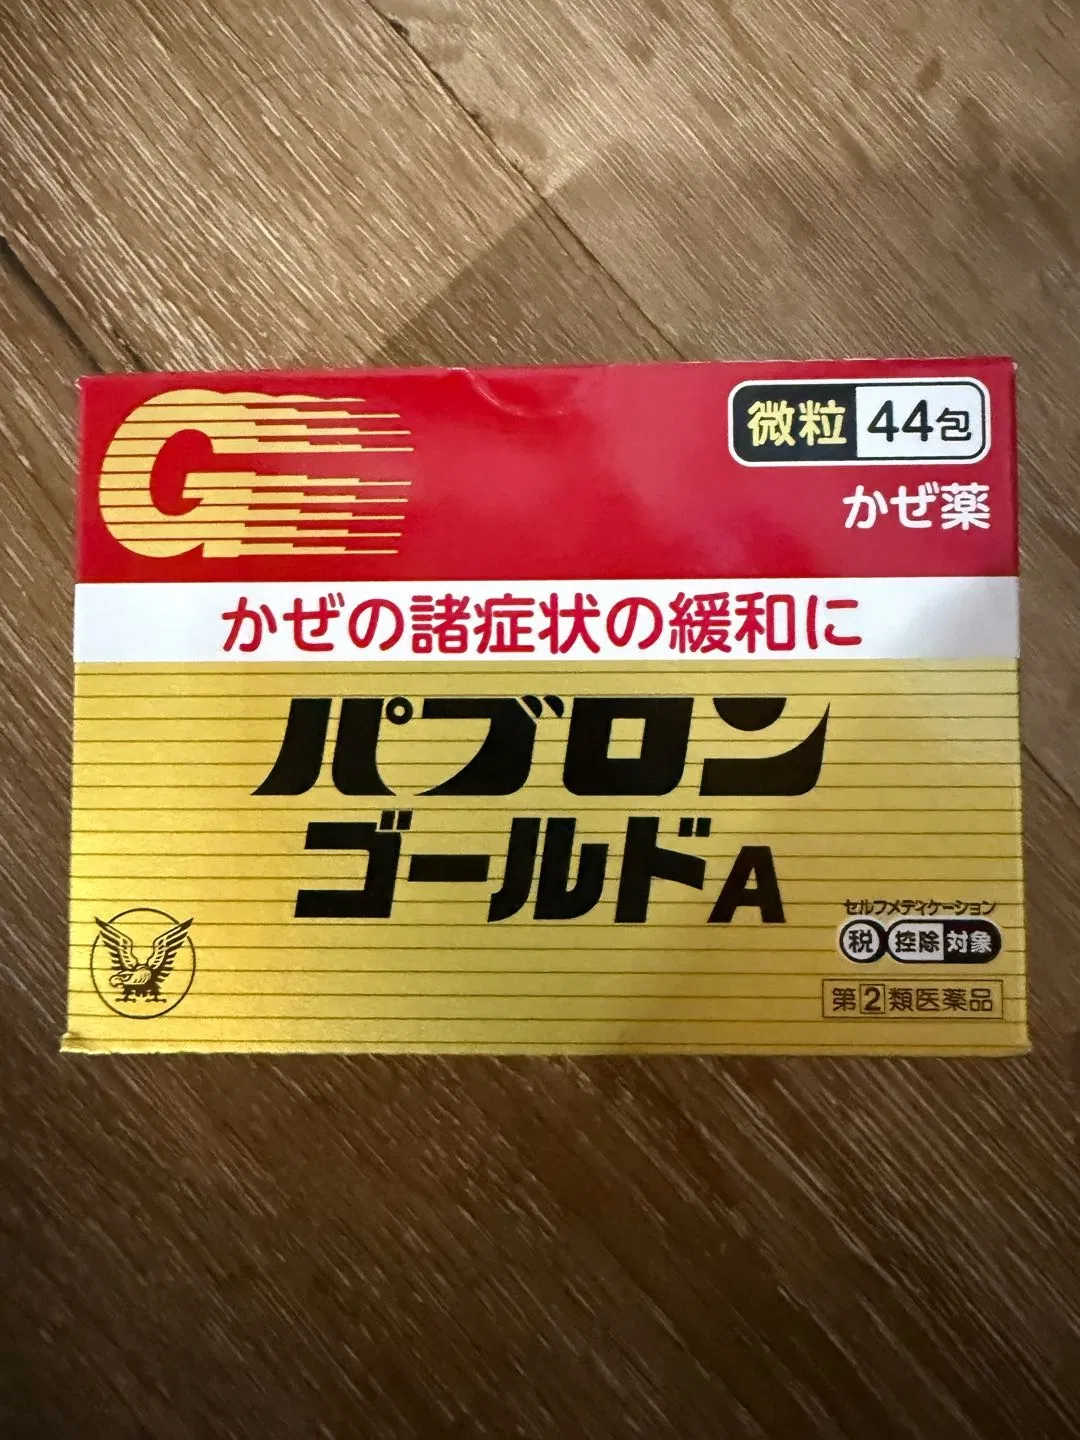 G
微粒 44包
かぜ薬
かぜの諸症状の緩和に
パブロン
ゴールドA
セルフメディケーション
税 控除 対象
第2類医薬品